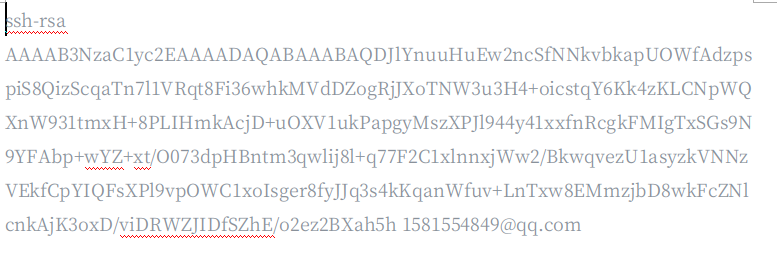 ssh-rsa
AAAAB3NzaC1yc2EAAAADAQABAAABAQDJlYnuuHuEw2ncSfNNkvbkapUOWfAdzps
piS8QizScqaTn7l1VRqt8Fi36whkMVdDZogRjJXoTNW3u3H4+oicstqY6Kk4zKLCNpWQ
XnW931tmxH+8PLIHmkAcjD+uOXV1ukPapgyMszXPJl944y41xxfnRcgkFMIgTxSGs9N
9YFAbp+wYZ+xt/O073dpHBntm3qwlij8l+q77F2C1xlnnxjWw2/BkwqvezU1asyzkVNNz
VEkfCpYIQFsXPl9vpOWC1xoIsger8fyJJq3s4kKqanWfuv+LnTxw8EMmzjbD8wkFcZNl
cnkAjK3oxD/viDRWZJIDfSZhE/o2ez2BXah5h 1581554849@qq.com